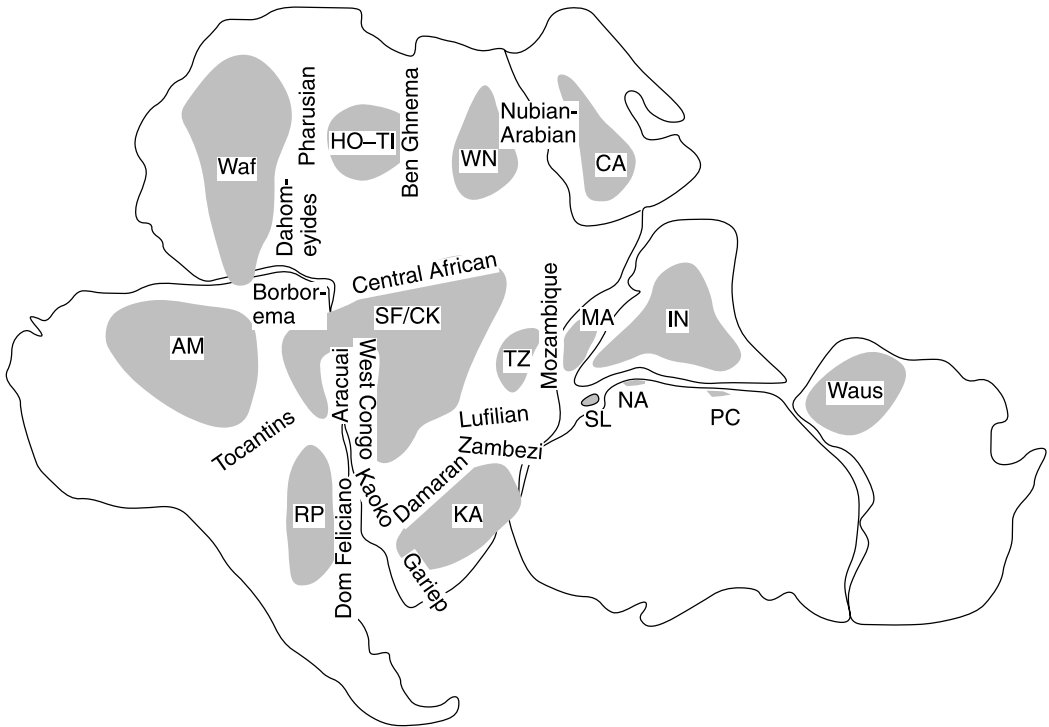 Waf
Pharusian
HO–TI
Ben Ghnema
WN
Nubian-
Arabian
CA
Dahom-
eyides
Central African
Borbor-
ema
SF/CK
AM
Mozambique
MA
IN
TZ
Aracuai
West Congo
Waus
SL
NA
PC
Tocantins
Lufilian
Zambezi
Kaoko
Damaran
RP
Dom Feliciano
KA
Gariep